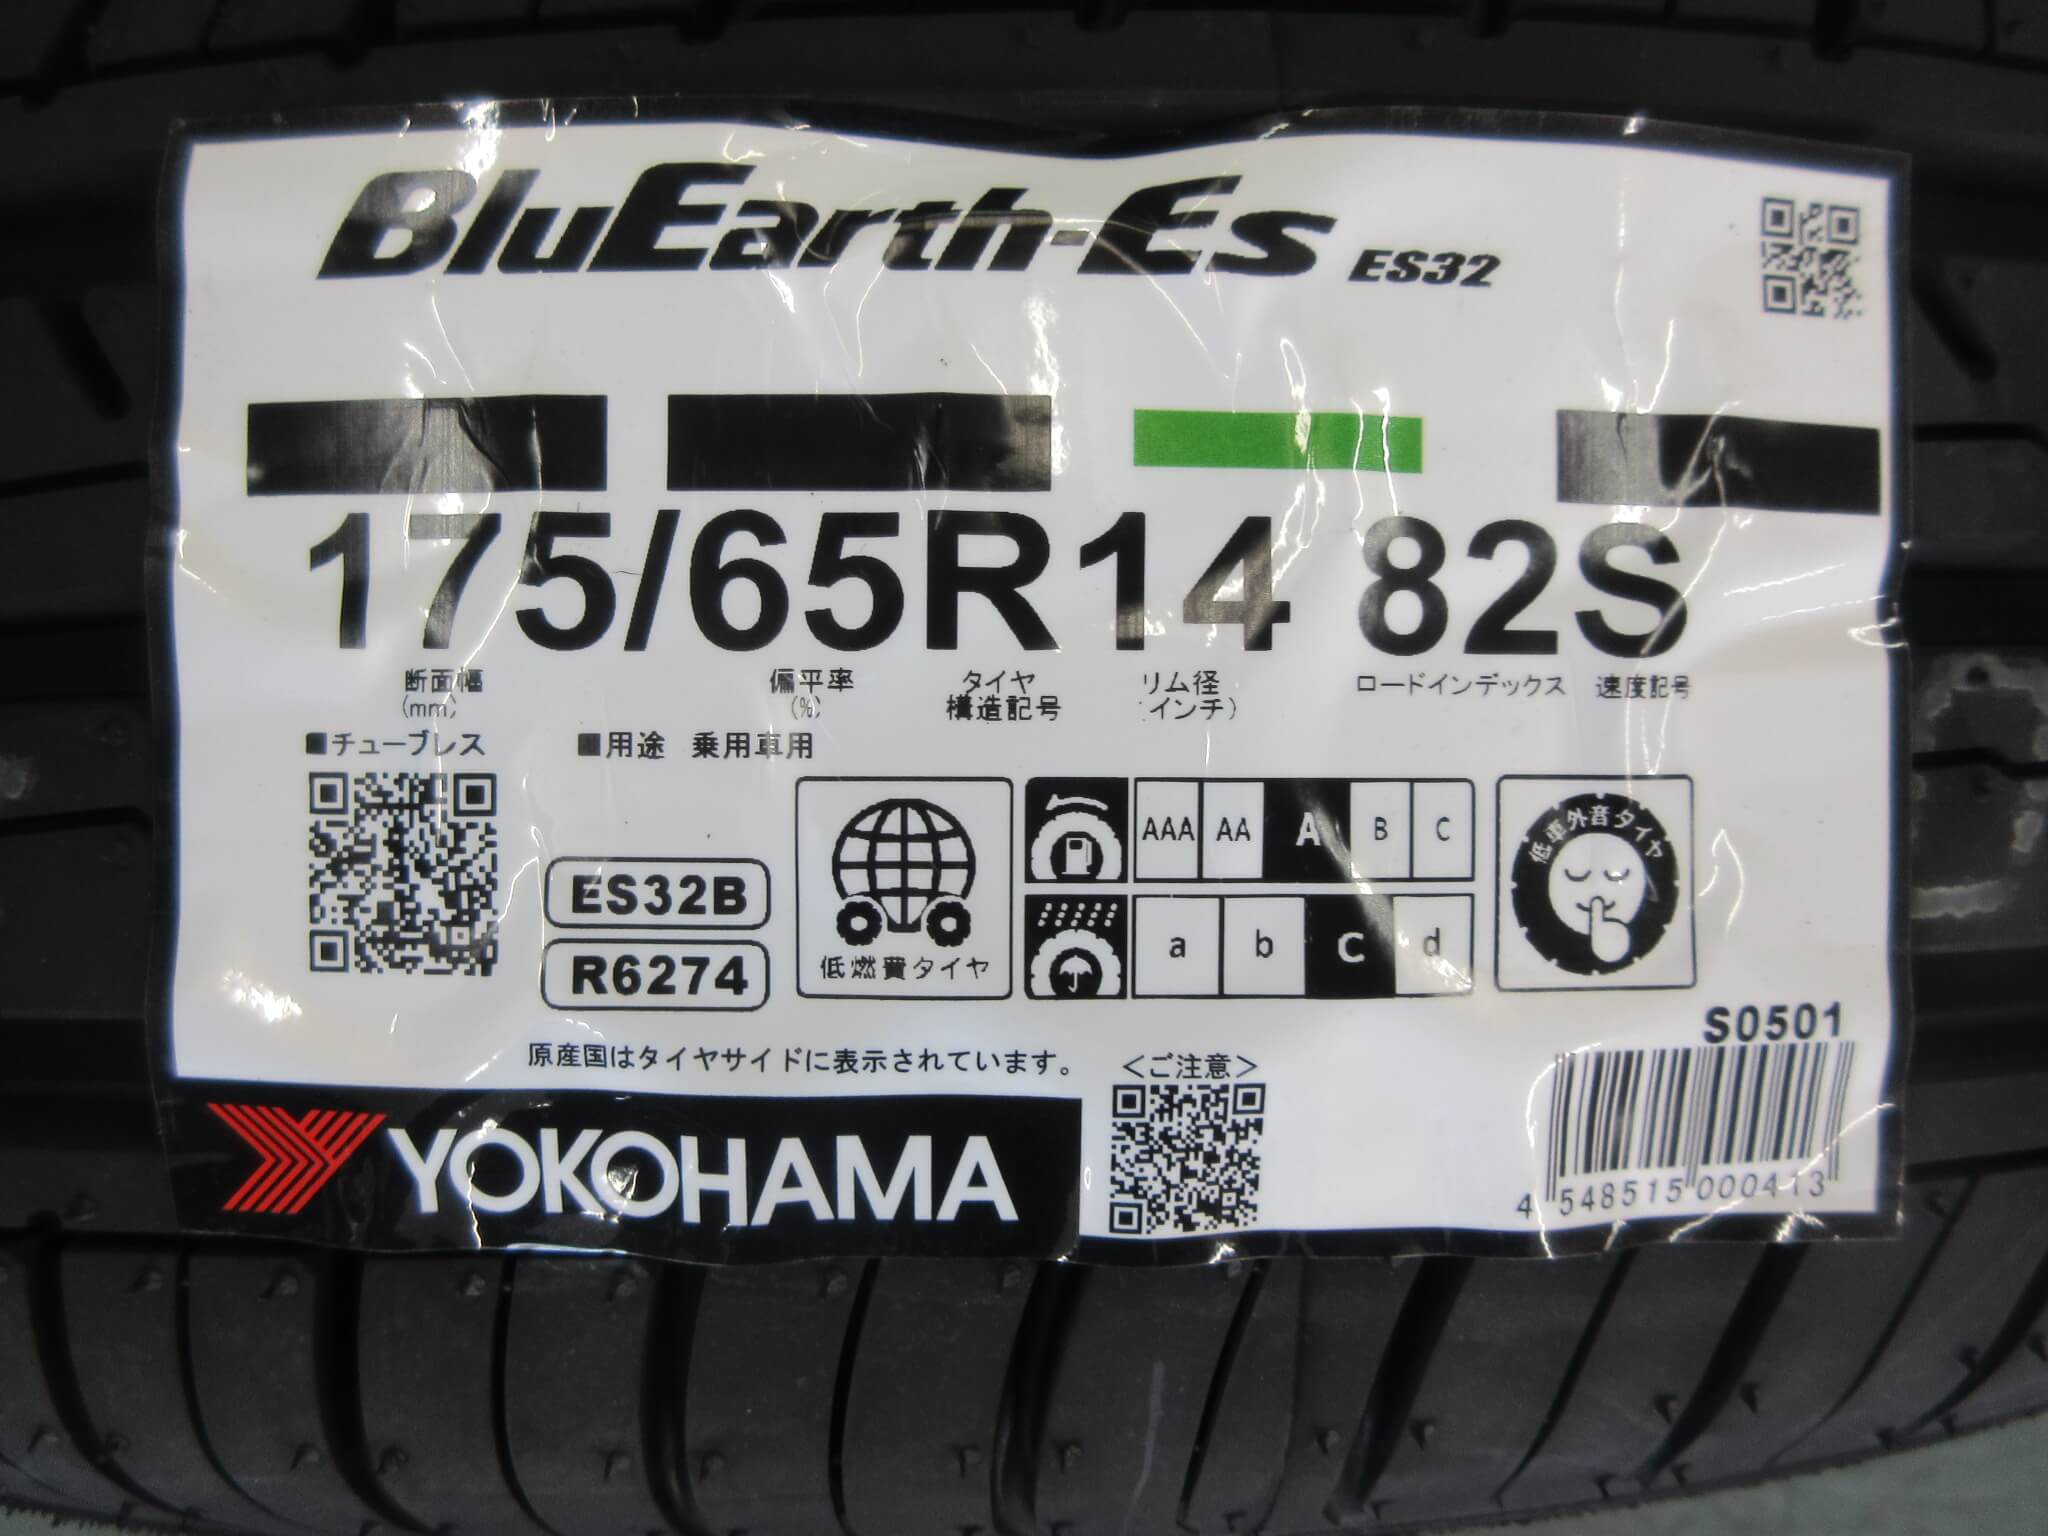 BluEarth-Es ES32
175/65R14 82S
断面幅 偏平率 タイヤ リム径 ロードインデックス 速度記号
(mm) (%) 構造記号 インチ)
■チューブレス ■用途 乗用車用
AAA AA A B C
低車外音タイヤ
ES32B
a b c d
R6274
低燃費タイヤ
S0501
原産国はタイヤサイドに表示されています。
<ご注意>
YOKOHAMA
4 548515 000413